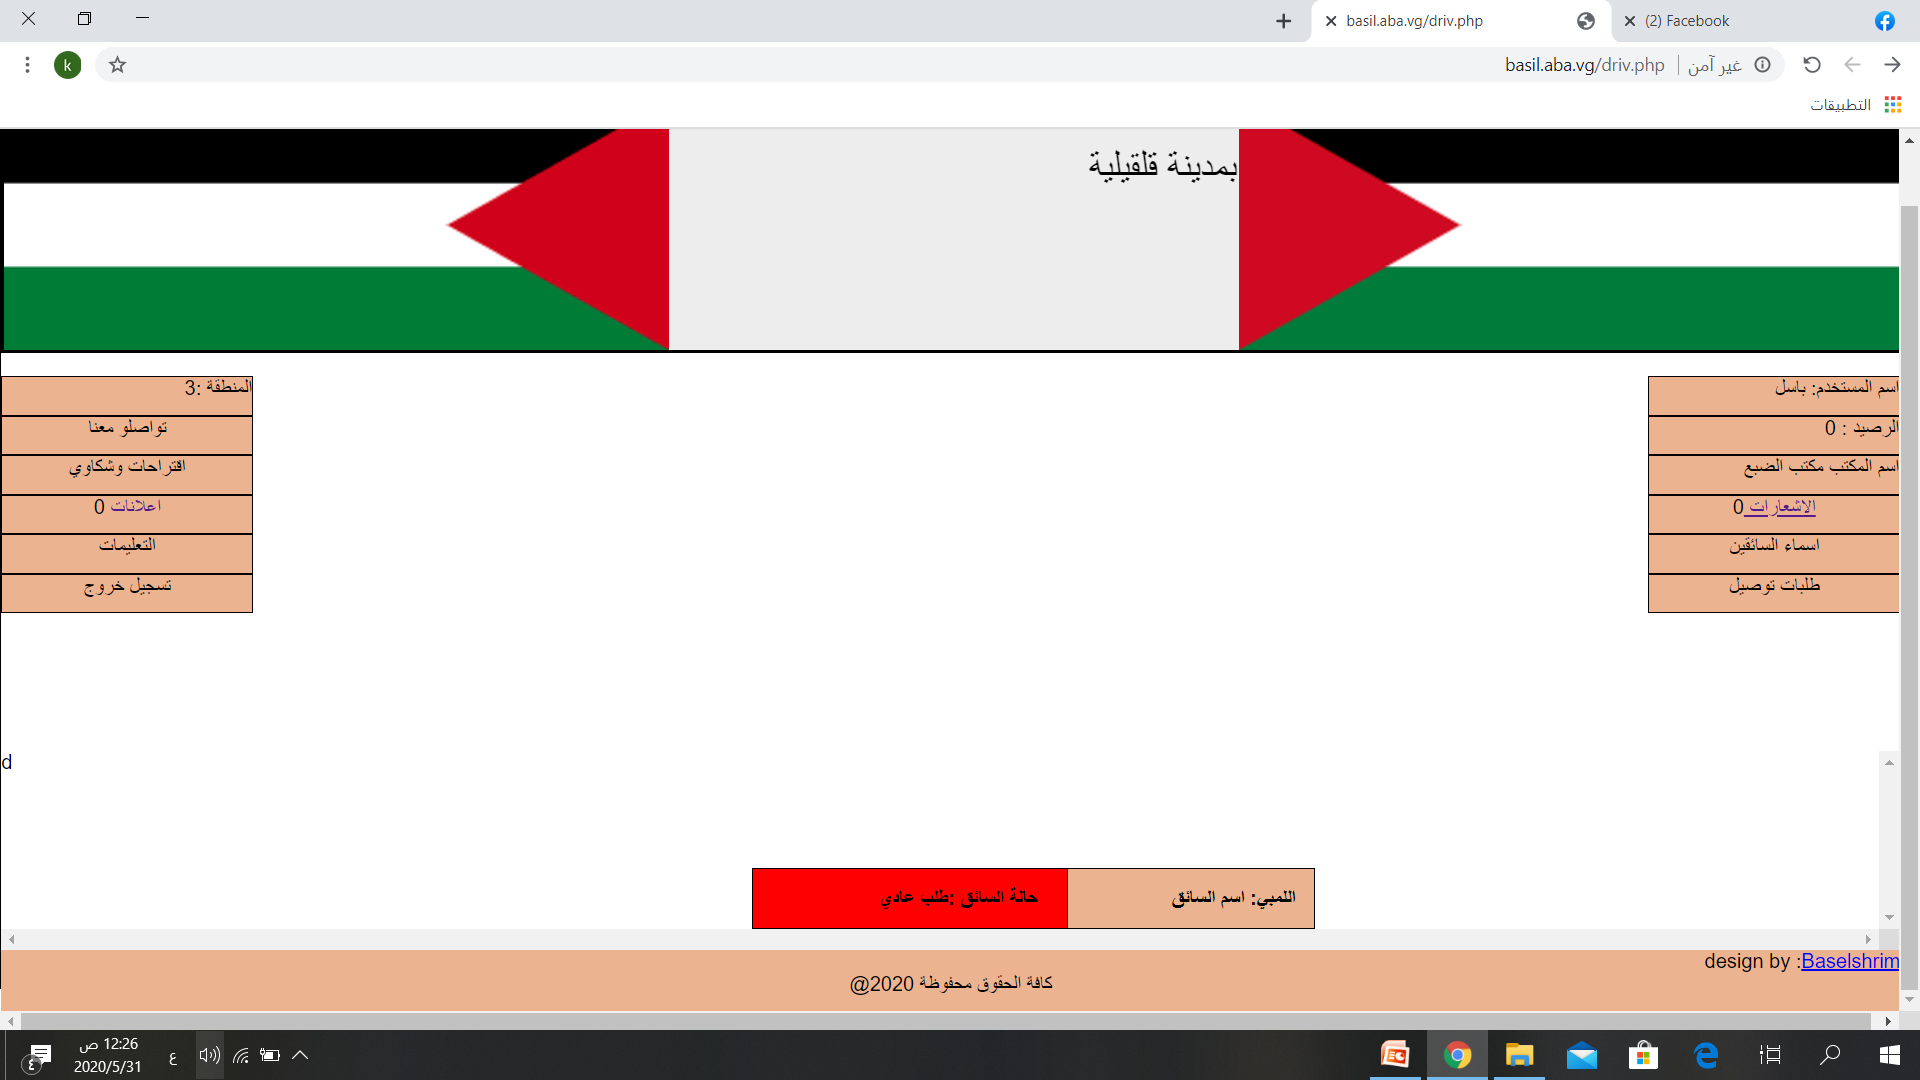 (2) Facebook
basil.aba.vg/driv.php
غير آمن
basil.aba.vg/driv.php
k
التطبيقات
بمدينة قلقيلية
اسم المستخدم: باسل
الرصيد : 0
اسم المكتب مكتب الضبع
الاشعارات 0
اسماء السائقين
طلبات توصيل
المنطقة :3
تواصلو معنا
اقتراحات وشكاوي
اعلانات 0
التعليمات
تسجيل خروج
d
اللمبي: اسم السائق
حالة السائق :طلب عادي
design by :Baselshrim
كافة الحقوق محفوظة 2020@
ع
12:26 ص
2020/5/31
٤